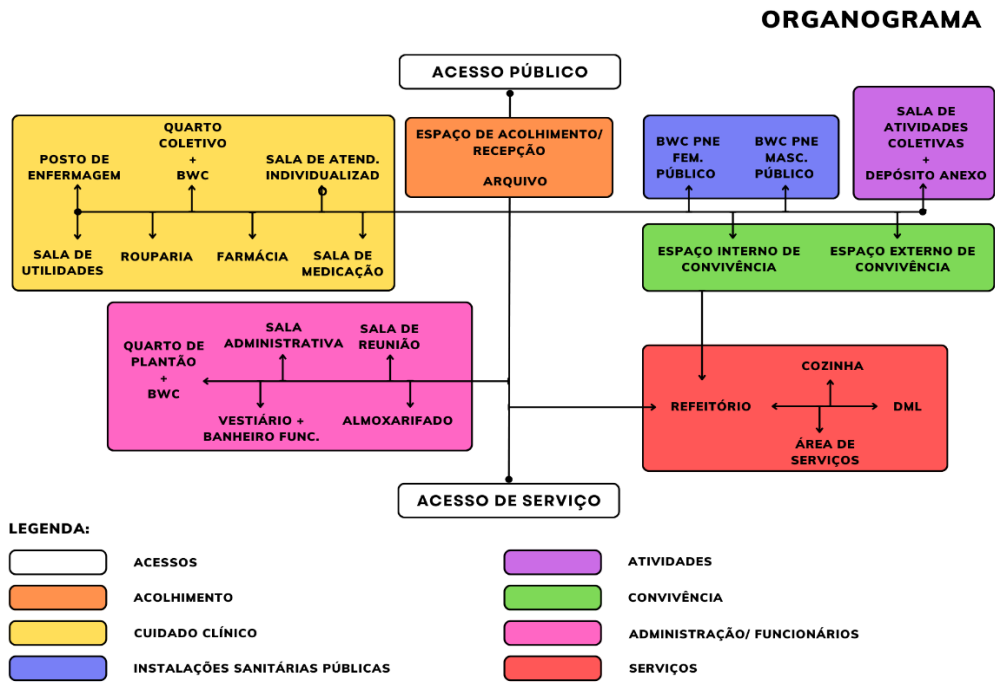 ORGANOGRAMA
ACESSO PÚBLICO
POSTO DE
ENFERMAGEM
QUARTO
COLETIVO
+
BWC
SALA DE ATEND.
INDIVIDUALIZAD
SALA DE
UTILIDADES
ROUPARIA
FARMÁCIA
SALA DE
MEDICAÇÃO
ESPAÇO DE ACOLHIMENTO/
RECEPÇÃO
ARQUIVO
BWC PNE
FEM.
PÚBLICO
BWC PNE
MASC.
PÚBLICO
SALA DE
ATIVIDADES
COLETIVAS
+
DEPÓSITO ANEXO
ESPAÇO INTERNO DE
CONVIVÊNCIA
ESPAÇO EXTERNO DE
CONVIVÊNCIA
QUARTO DE
PLANTÃO
+
BWC
SALA
ADMINISTRATIVA
SALA DE
REUNIÃO
VESTIÁRIO +
BANHEIRO FUNC.
ALMOXARIFADO
COZINHA
REFEITÓRIO
DML
ÁREA DE
SERVIÇOS
ACESSO DE SERVIÇO
LEGENDA:
ACESSOS
ACOLHIMENTO
CUIDADO CLÍNICO
INSTALAÇÕES SANITÁRIAS PÚBLICAS
ATIVIDADES
CONVIVÊNCIA
ADMINISTRAÇÃO/ FUNCIONÁRIOS
SERVIÇOS